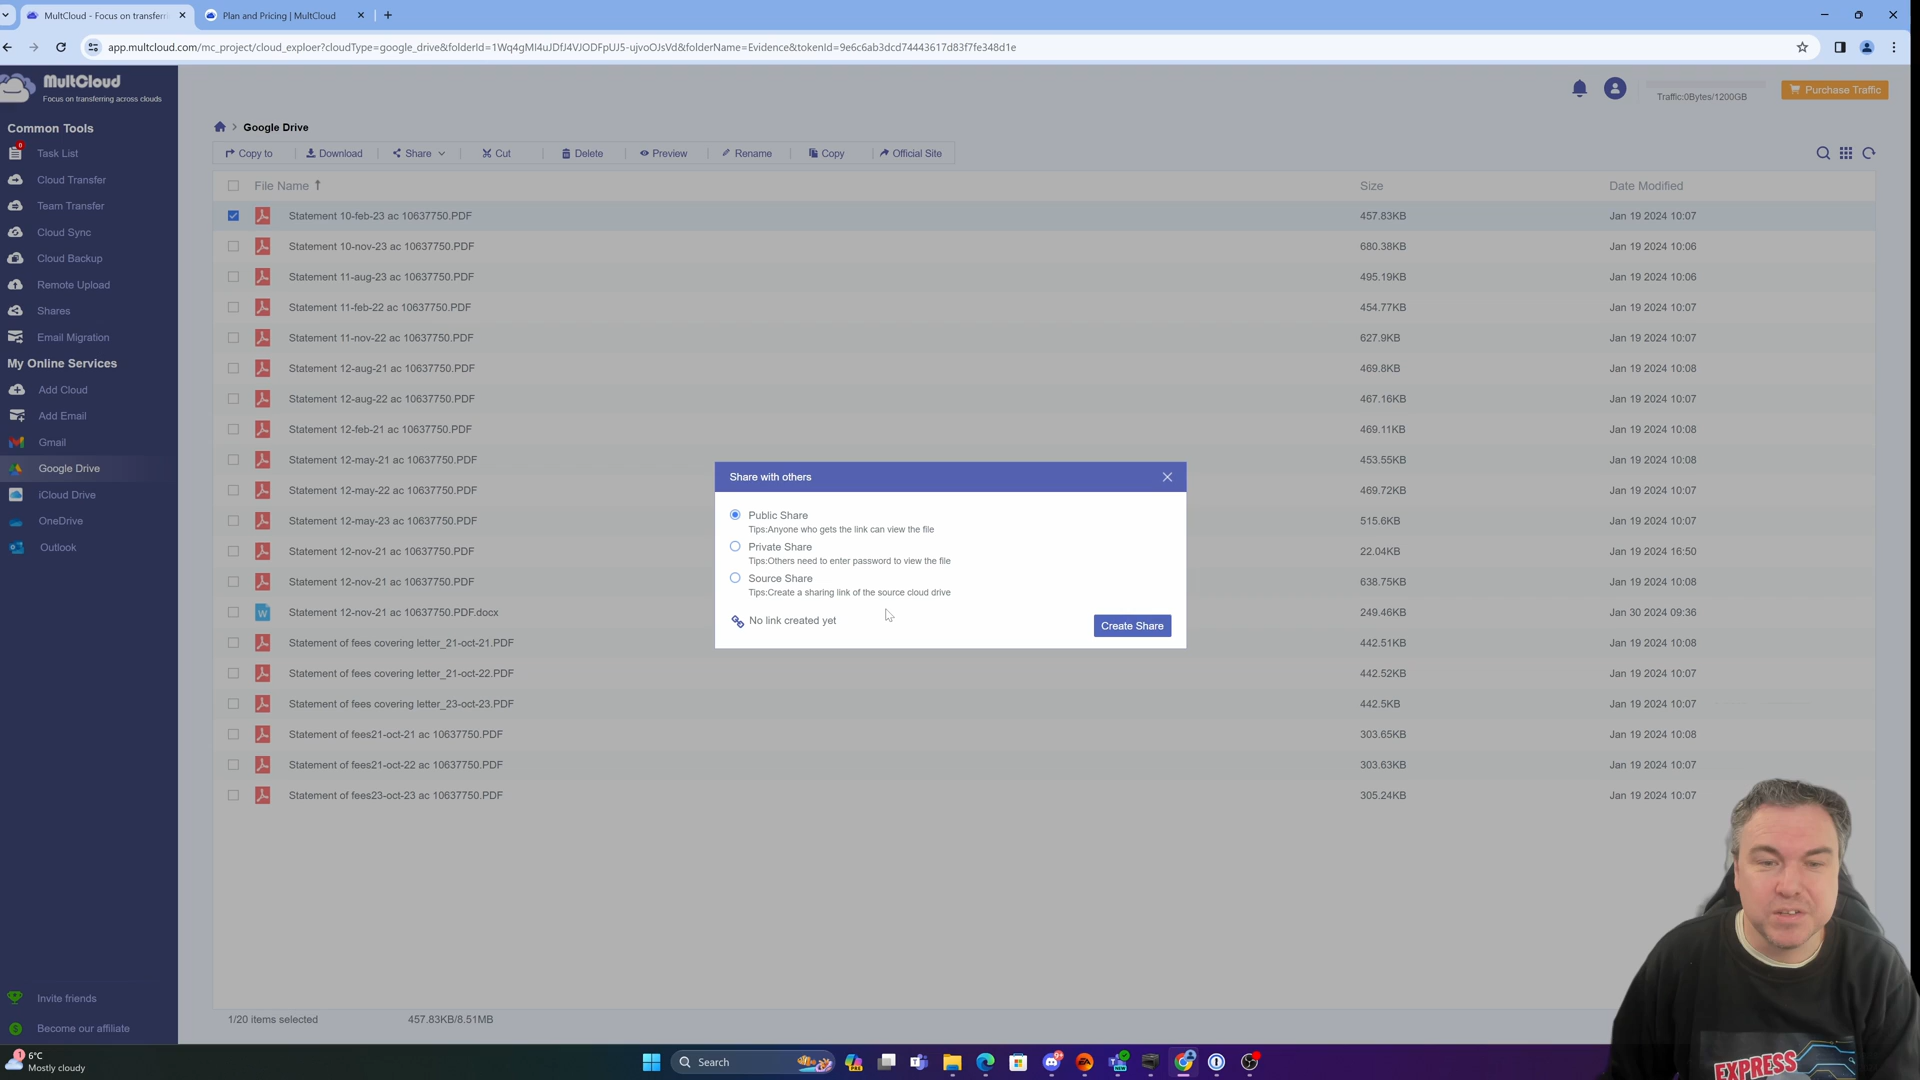 MultCloud - Focus on transferri
Plan and Pricing | MultCloud
app.multcloud.com/mc_project/cloud_exploer?cloudType=google_drive&folderId=1Wq4gMI4uJDfJ4VJODFpUJ5-ujvoOJsVd&folderName=Evidence&tokenId=9e6c6ab3dcd74443617d83f7fe348d1e
MultCloud
Focus on transferring across clouds
Traffic:0Bytes/1200GB
Purchase Traffic
Common Tools
0
Task List
Cloud Transfer
Team Transfer
Cloud Sync
Cloud Backup
Remote Upload
Shares
Email Migration
My Online Services
Add Cloud
Add Email
Gmail
Google Drive
iCloud Drive
OneDrive
Outlook
Invite friends
Become our affiliate
> Google Drive
Copy to Download Share Cut Delete Preview Rename Copy Official Site
File Name Size Date Modified
Statement 10-feb-23 ac 10637750.PDF 457.83KB Jan 19 2024 10:07
Statement 10-nov-23 ac 10637750.PDF 680.38KB Jan 19 2024 10:06
Statement 11-aug-23 ac 10637750.PDF 495.19KB Jan 19 2024 10:06
Statement 11-feb-22 ac 10637750.PDF 454.77KB Jan 19 2024 10:07
Statement 11-nov-22 ac 10637750.PDF 627.9KB Jan 19 2024 10:07
Statement 12-aug-21 ac 10637750.PDF 469.8KB Jan 19 2024 10:08
Statement 12-aug-22 ac 10637750.PDF 467.16KB Jan 19 2024 10:07
Statement 12-feb-21 ac 10637750.PDF 469.11KB Jan 19 2024 10:08
Statement 12-may-21 ac 10637750.PDF 453.55KB Jan 19 2024 10:08
Statement 12-may-22 ac 10637750.PDF 469.72KB Jan 19 2024 10:07
Statement 12-may-23 ac 10637750.PDF 515.6KB Jan 19 2024 10:07
Statement 12-nov-21 ac 10637750.PDF 22.04KB Jan 19 2024 16:50
Statement 12-nov-21 ac 10637750.PDF 638.75KB Jan 19 2024 10:08
Statement 12-nov-21 ac 10637750.PDF.docx 249.46KB Jan 30 2024 09:36
Statement of fees covering letter_21-oct-21.PDF 442.51KB Jan 19 2024 10:08
Statement of fees covering letter_21-oct-22.PDF 442.52KB Jan 19 2024 10:07
Statement of fees covering letter_23-oct-23.PDF 442.5KB Jan 19 2024 10:07
Statement of fees21-oct-21 ac 10637750.PDF 303.65KB Jan 19 2024 10:08
Statement of fees21-oct-22 ac 10637750.PDF 303.63KB Jan 19 2024 10:07
Statement of fees23-oct-23 ac 10637750.PDF 305.24KB Jan 19 2024 10:07
Share with others
Public Share
Tips:Anyone who gets the link can view the file
Private Share
Tips:Others need to enter password to view the file
Source Share
Tips:Create a sharing link of the source cloud drive
No link created yet
Create Share
1/20 items selected 457.83KB/8.51MB
EXPRESS
1
6°C
Mostly cloudy
Search